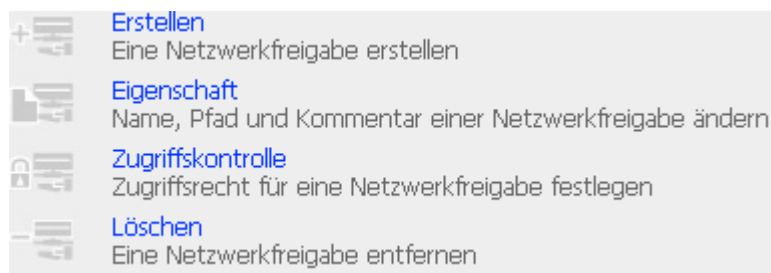 Erstellen
Eine Netzwerkfreigabe erstellen
Eigenschaft
Name, Pfad und Kommentar einer Netzwerkfreigabe ändern
Zugriffskontrolle
Zugriffsrecht für eine Netzwerkfreigabe festlegen
Löschen
Eine Netzwerkfreigabe entfernen